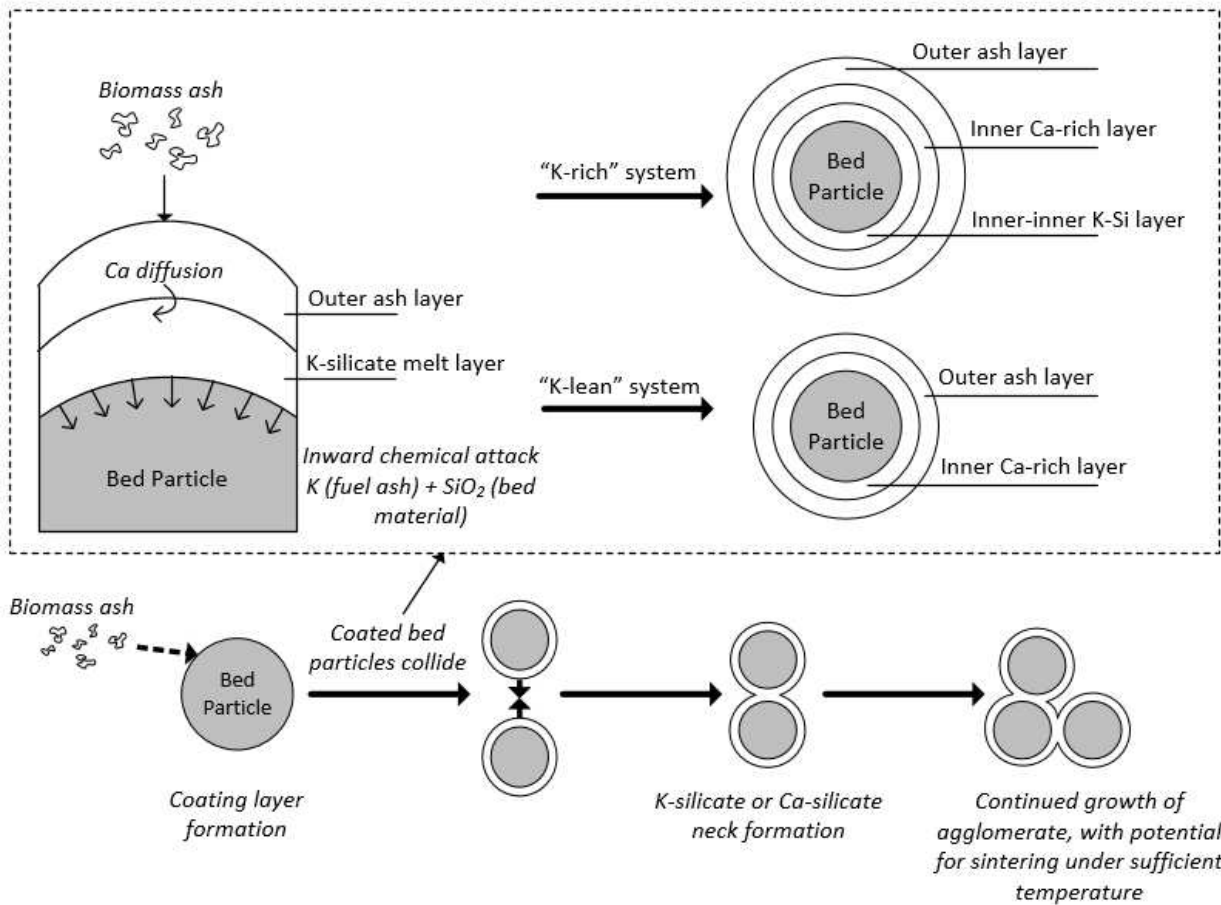 Biomass ash
Ca diffusion
Outer ash layer
K-silicate melt layer
Bed Particle
Inward chemical attack
K (fuel ash) + SiO₂ (bed
material)
“K-rich” system
Outer ash layer
Inner Ca-rich layer
Bed
Particle
Inner-inner K-Si layer
“K-lean” system
Outer ash layer
Bed
Particle
Inner Ca-rich layer
Biomass ash
Bed
Particle
Coating layer
formation
Coated bed
particles collide
K-silicate or Ca-silicate
neck formation
Continued growth of
agglomerate, with potential
for sintering under sufficient
temperature